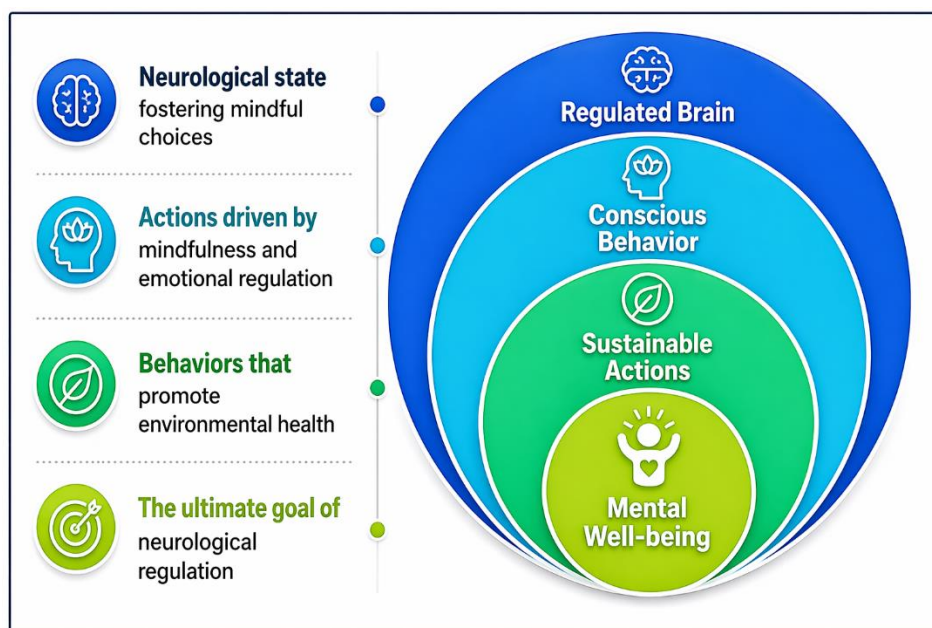 Neurological state
fostering mindful
choices
Actions driven by
mindfulness and
emotional regulation
Behaviors that
promote
environmental health
The ultimate goal of
neurological
regulation
Regulated Brain
Conscious
Behavior
Sustainable
Actions
Mental
Well-being